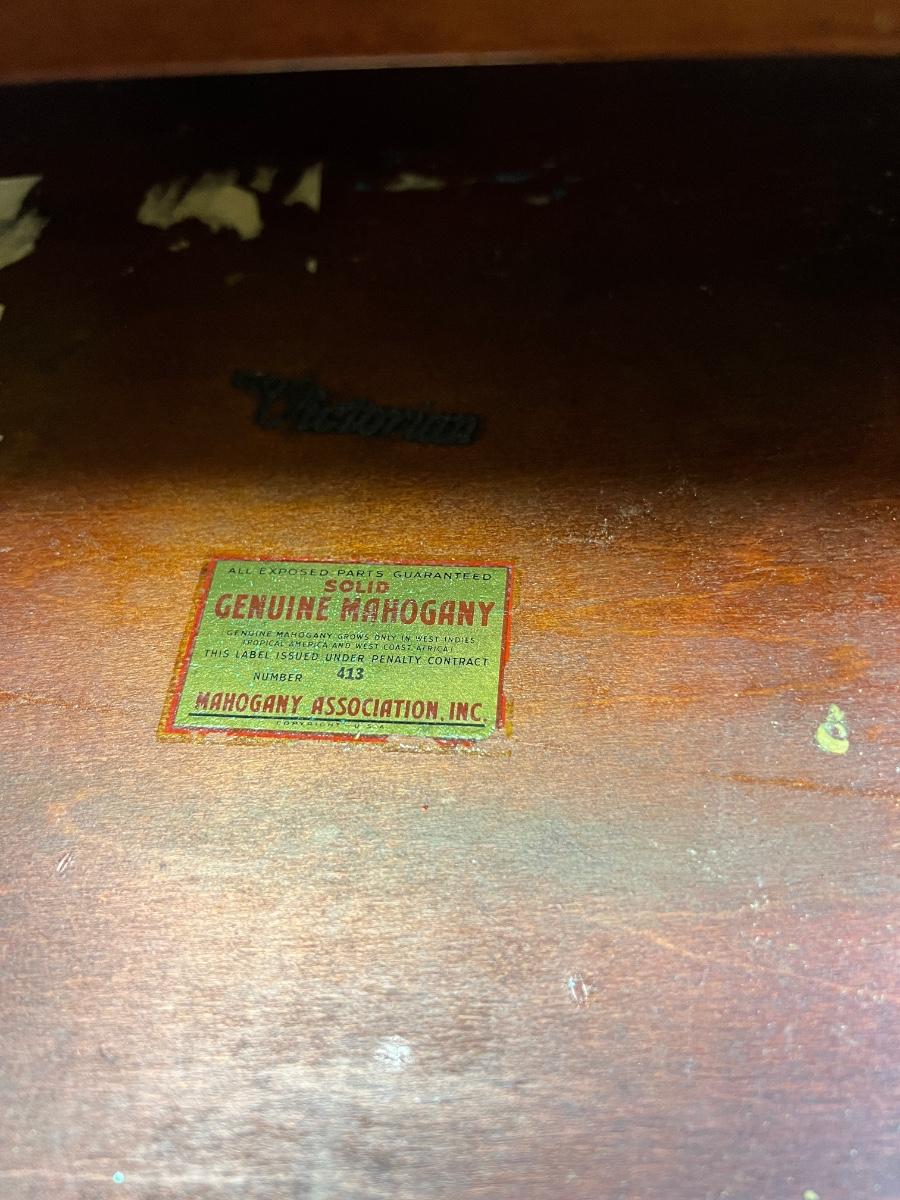 Victorian
ALL EXPOSED PARTS GUARANTEED
SOLID
GENUINE MAHOGANY
(GENUINE MAHOGANY GROWS ONLY IN WEST INDIES
TROPICAL AMERICA AND WEST COAST AFRICA)
THIS LABEL ISSUED UNDER PENALTY CONTRACT
NUMBER 413
MAHOGANY ASSOCIATION, INC.
COPYRIGHT U.S.A.